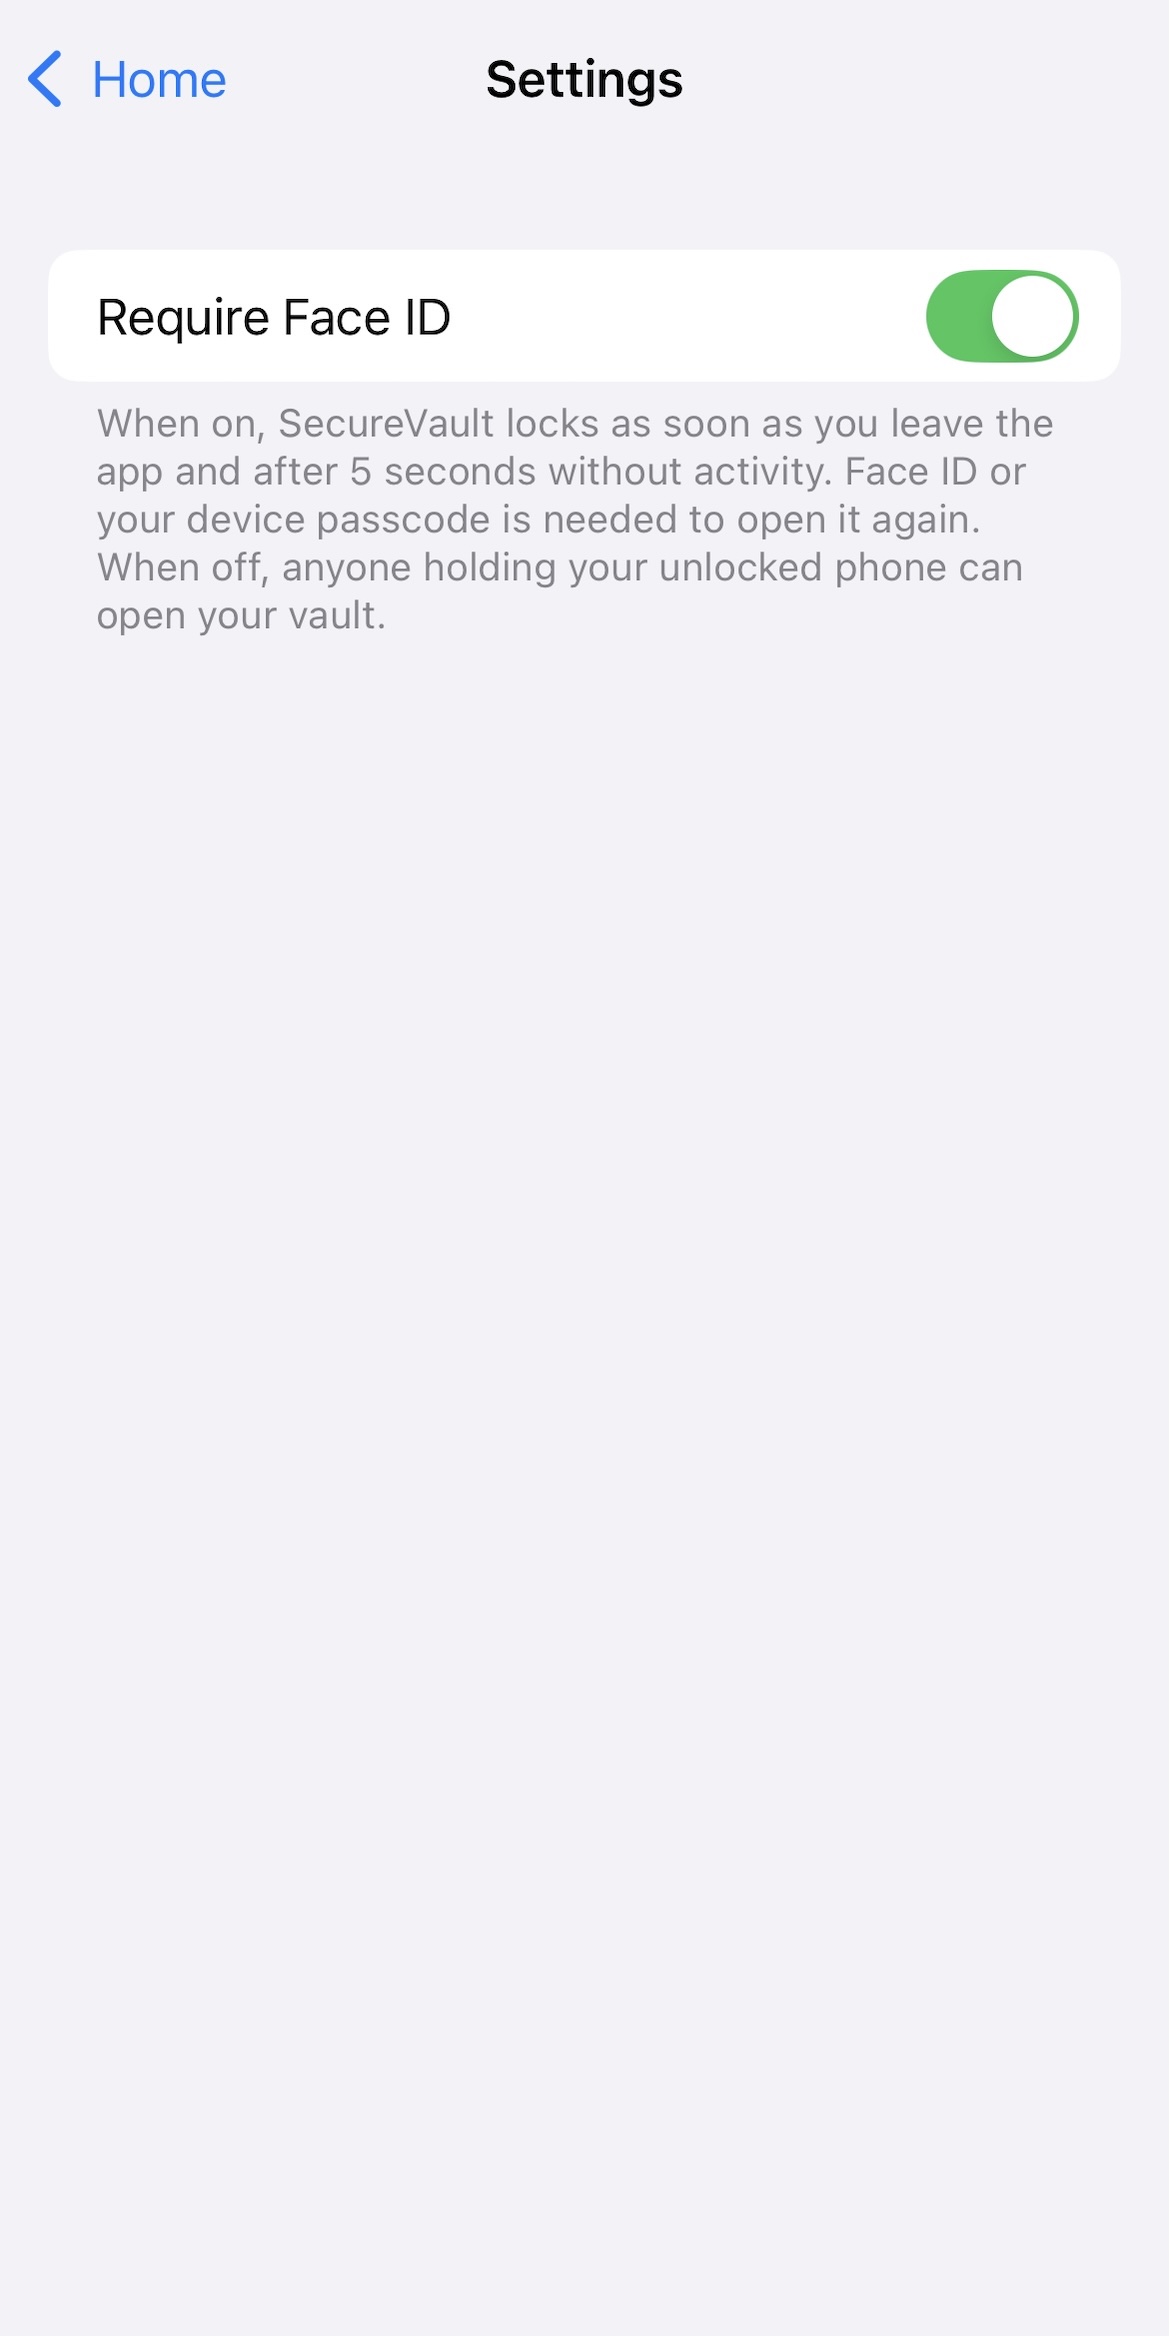 Home
Settings
Require Face ID
When on, SecureVault locks as soon as you leave the
app and after 5 seconds without activity. Face ID or
your device passcode is needed to open it again.
When off, anyone holding your unlocked phone can
open your vault.